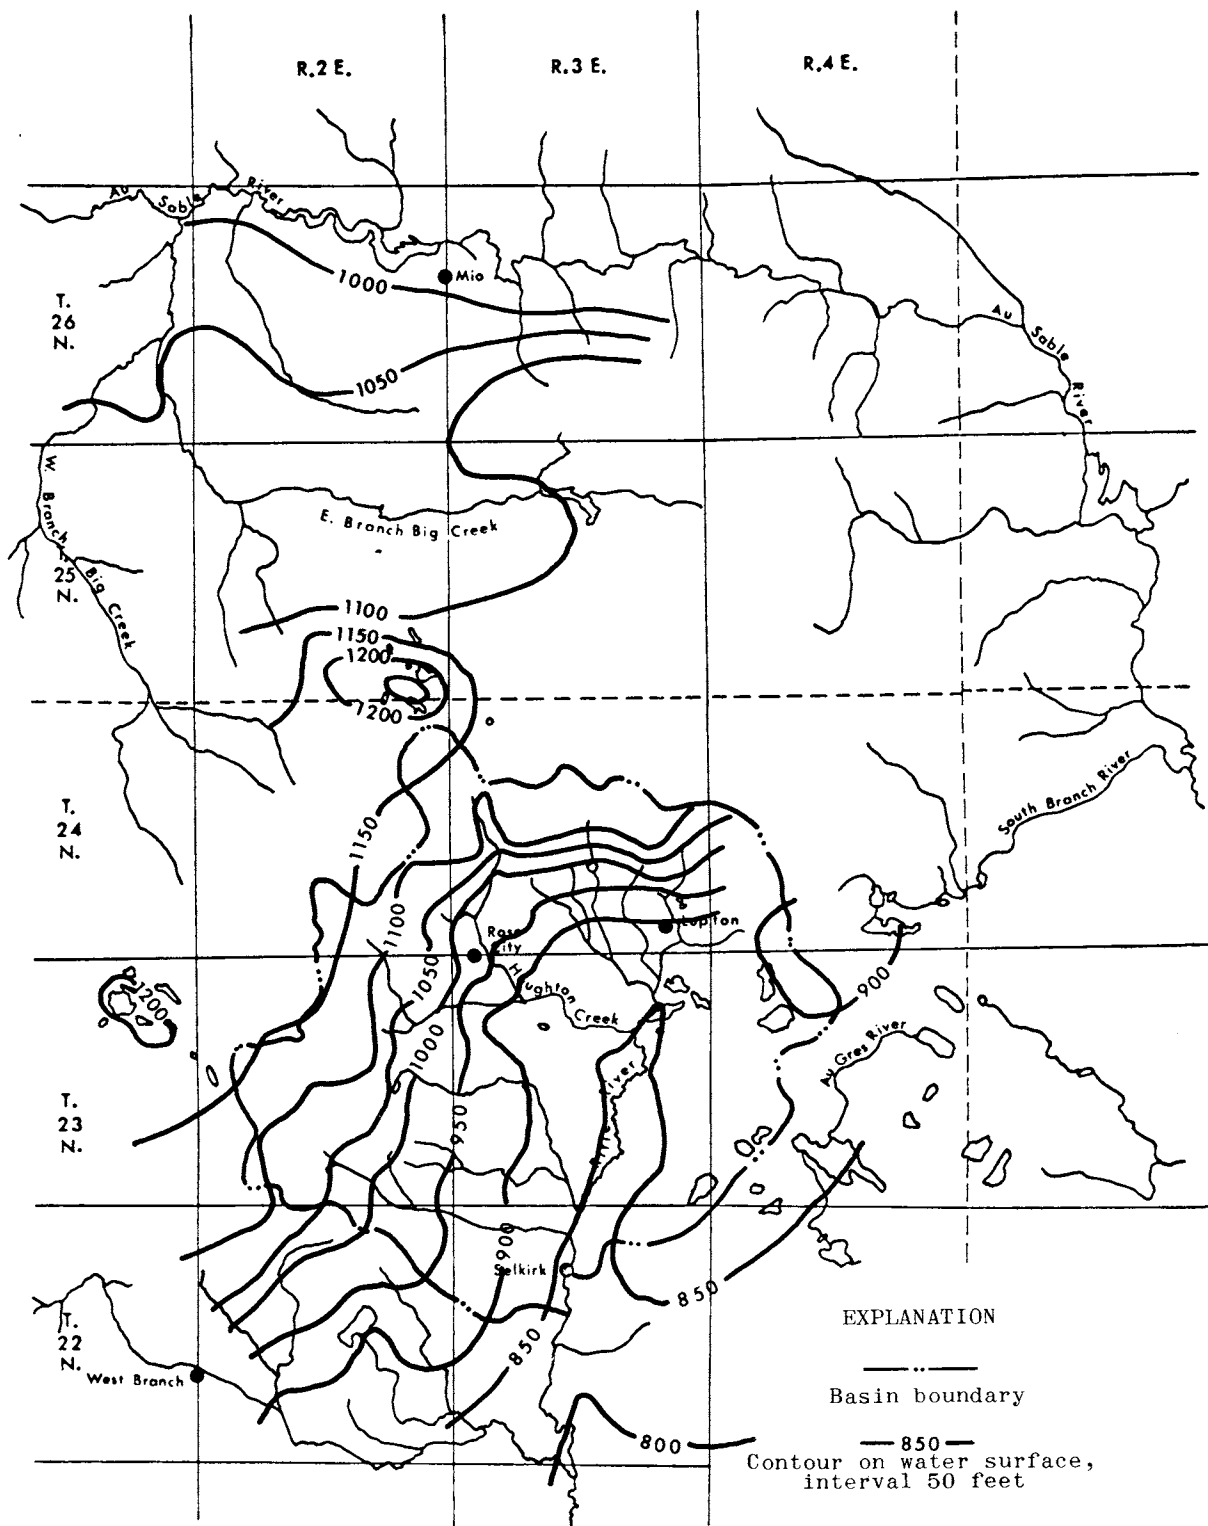 R.2 E.
R.3 E.
R.4 E.
Au Sable River
1000
Mio
T.
26
N.
Au Sable River
1050
W. Branch Big Creek
E. Branch Big Creek
T.
25
N.
1100
1150
1200
1200
South Branch River
T.
24
N.
1150
1100
Lupton
Rose
City
1050
Houghton Creek
900
1200
1000
Au Gres River
River
T.
23
N.
950
900
Selkirk
850
EXPLANATION
T.
22
N.
850
West Branch
Basin boundary
800
850
Contour on water surface,
interval 50 feet